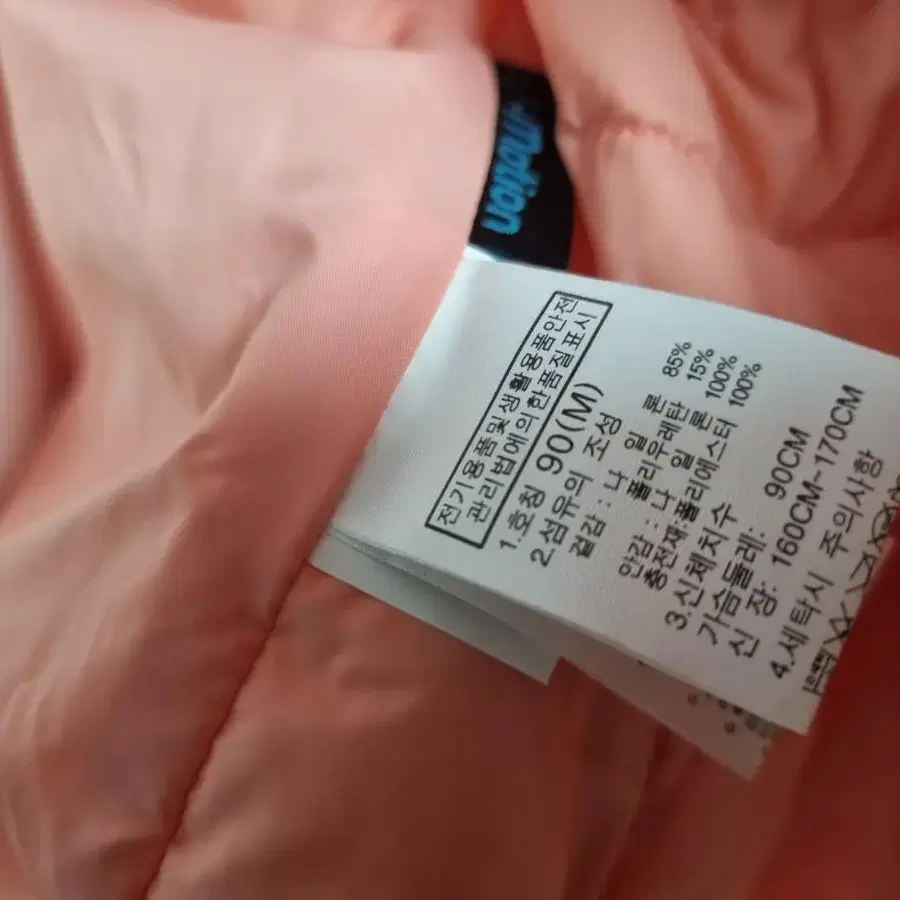 Motion
전기용품및생활용품안전
관리법에의한품질표시
1.호칭 90(M)
2.섬유의 조성
겉감 : 나 일 론 85%
폴리우레탄 15%
안감 : 나 일 론 100%
충전재:폴리에스터 100%
3.신체치수
가슴둘레: 90CM
신 장: 160CM~170CM
4.세탁시 주의사항